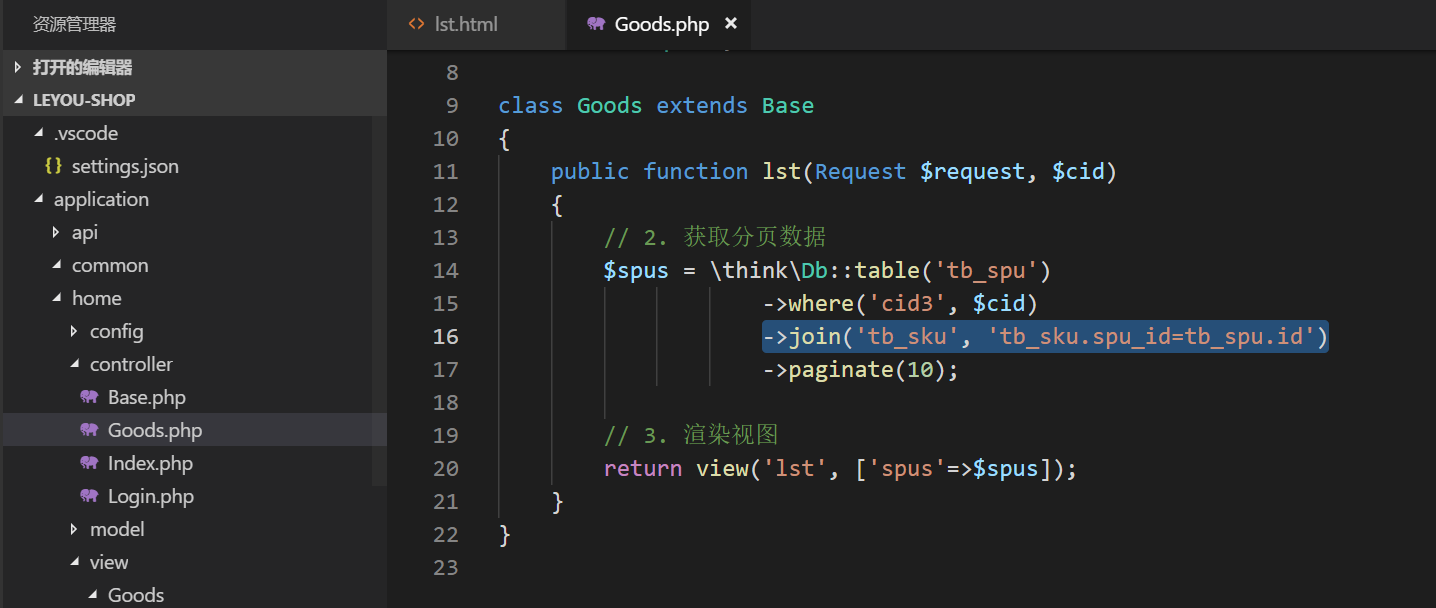 资源管理器
打开的编辑器
LEYOU-SHOP
.vscode
{} settings.json
application
api
common
home
config
controller
Base.php
Goods.php
Index.php
Login.php
model
view
Goods
<> lst.html
Goods.php ×
8
9 class Goods extends Base
10 {
11 public function lst(Request $request, $cid)
12 {
13 // 2. 获取分页数据
14 $spus = \think\Db::table('tb_spu')
15 ->where('cid3', $cid)
16 ->join('tb_sku', 'tb_sku.spu_id=tb_spu.id')
17 ->paginate(10);
18
19 // 3. 渲染视图
20 return view('lst', ['spus'=>$spus]);
21 }
22 }
23